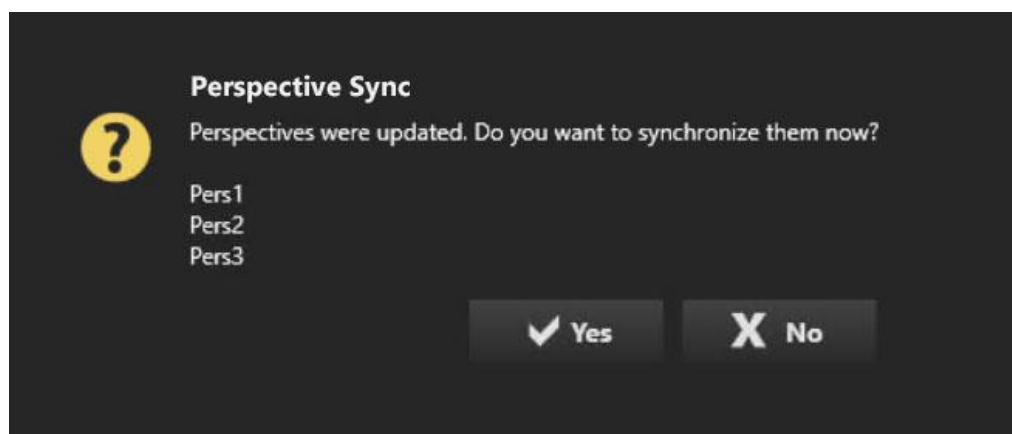 Perspective Sync
Perspectives were updated. Do you want to synchronize them now?
Pers1
Pers2
Pers3
Yes
No